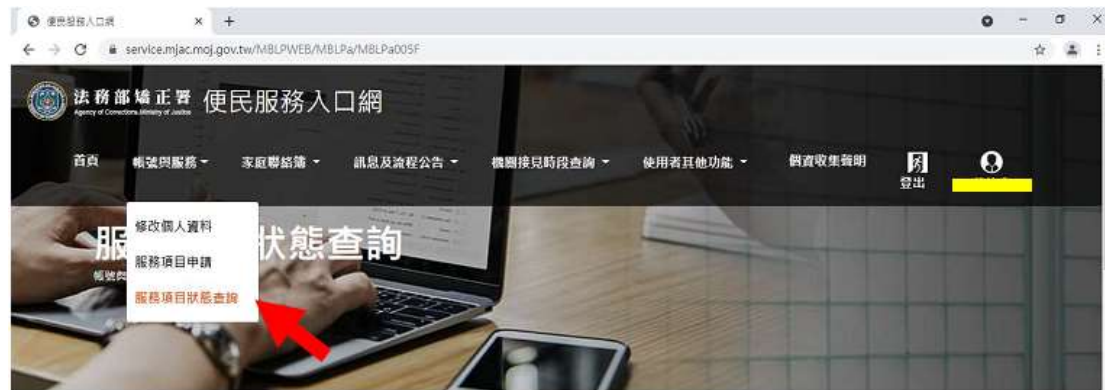 便民服務入口網
service.mjac.moj.gov.tw/MBLPWEB/MBLPa/MBLPa005F
法務部矯正署 便民服務入口網
Agency of Corrections, Ministry of Justice
首頁 帳號與服務 家庭聯絡簿 訊息及流程公告 機關接見時段查詢 使用者其他功能 個資收集聲明 登出
修改個人資料
服務項目申請
服務項目狀態查詢
服 狀態查詢
帳號與